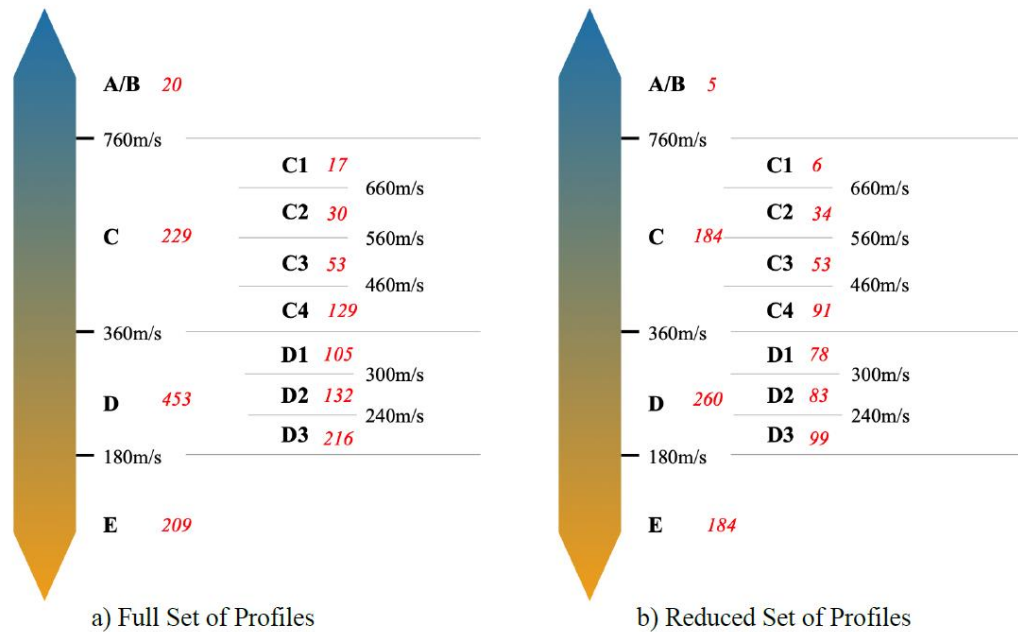 A/B 20
760m/s
C1 17
660m/s
C2 30
C 229
560m/s
C3 53
460m/s
C4 129
360m/s
D1 105
300m/s
D2 132
D 453
240m/s
D3 216
180m/s
E 209
a) Full Set of Profiles
A/B 5
760m/s
C1 6
660m/s
C2 34
C 184
560m/s
C3 53
460m/s
C4 91
360m/s
D1 78
300m/s
D2 83
D 260
240m/s
D3 99
180m/s
E 184
b) Reduced Set of Profiles